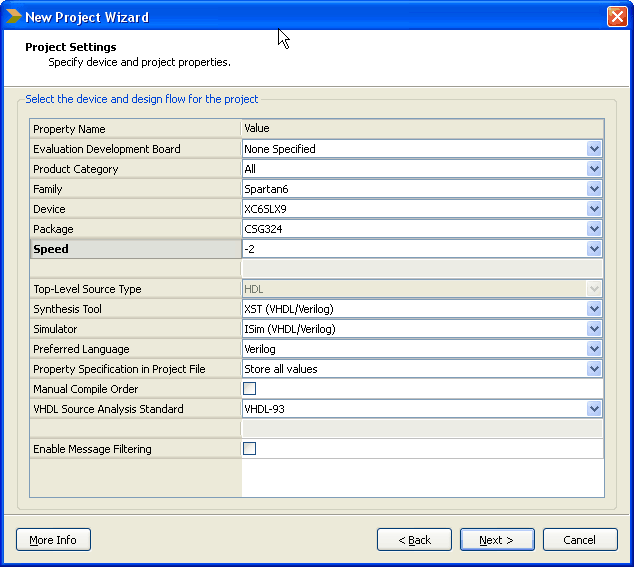 New Project Wizard
Project Settings
Specify device and project properties.
Select the device and design flow for the project
Property Name Value
Evaluation Development Board None Specified
Product Category All
Family Spartan6
Device XC6SLX9
Package CSG324
Speed -2
Top-Level Source Type HDL
Synthesis Tool XST (VHDL/Verilog)
Simulator ISim (VHDL/Verilog)
Preferred Language Verilog
Property Specification in Project File Store all values
Manual Compile Order
VHDL Source Analysis Standard VHDL-93
Enable Message Filtering
More Info < Back Next > Cancel